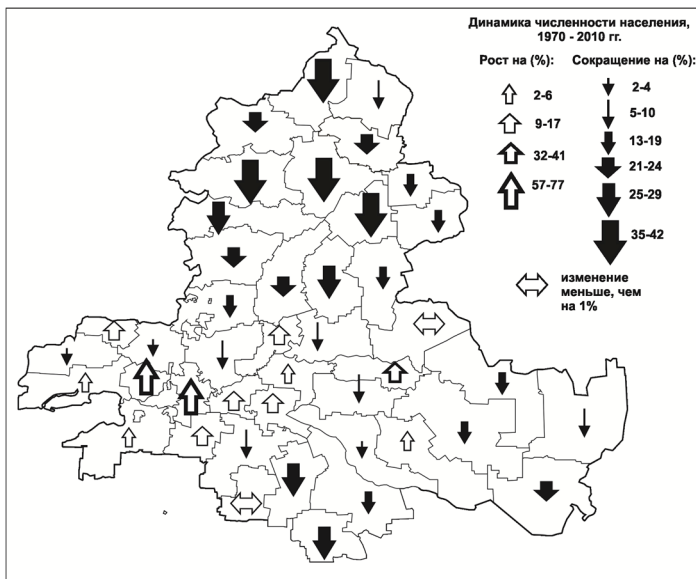 Динамика численности населения,
1970 - 2010 гг.
Рост на (%):
2-6
9-17
32-41
57-77
Сокращение на (%):
2-4
5-10
13-19
21-24
25-29
35-42
изменение
меньше, чем
на 1%